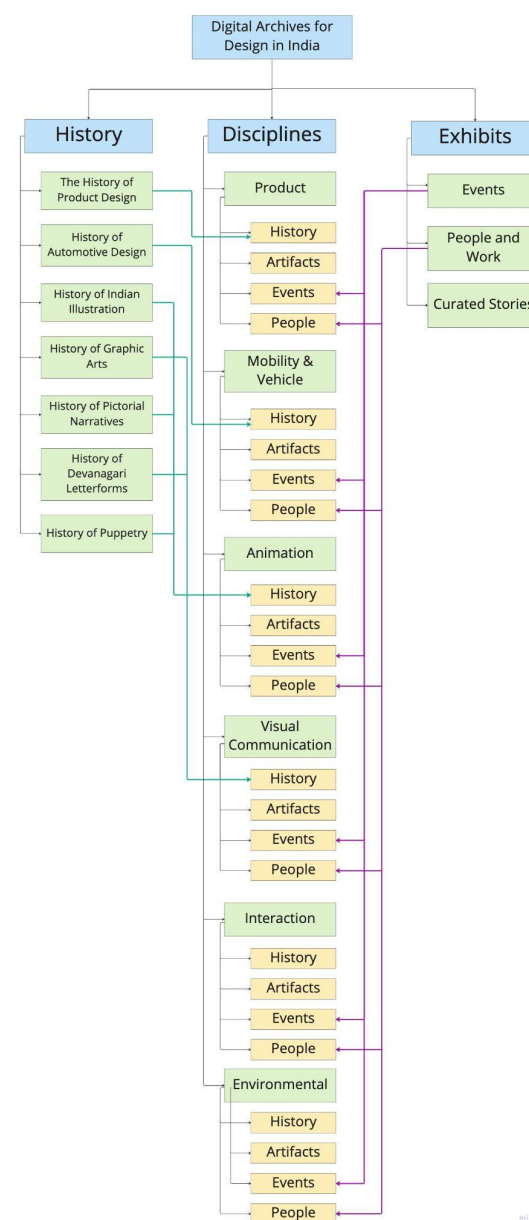 Digital Archives for
Design in India
History
The History of
Product Design
History of
Automotive Design
History of Indian
Illustration
History of Graphic
Arts
History of Pictorial
Narratives
History of
Devanagari
Letterforms
History of Puppetry
Disciplines
Product
History
Artifacts
Events
People
Mobility &
Vehicle
History
Artifacts
Events
People
Animation
History
Artifacts
Events
People
Visual
Communication
History
Artifacts
Events
People
Interaction
History
Artifacts
Events
People
Environmental
History
Artifacts
Events
People
Exhibits
Events
People and
Work
Curated Stories